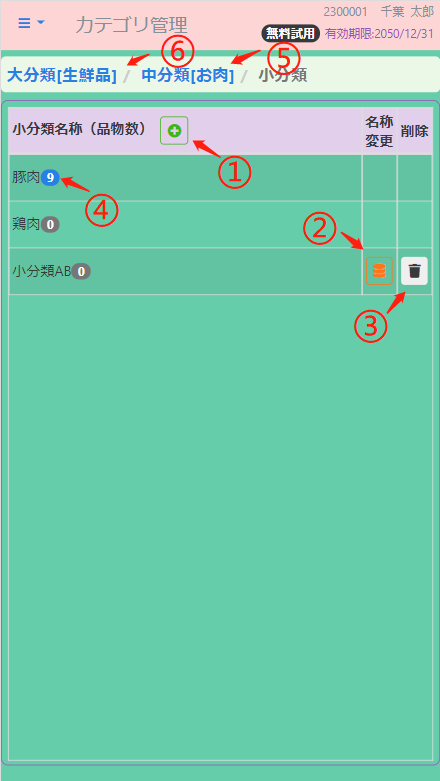 2300001 千葉 太郎
カテゴリ管理
無料試用 有効期限:2050/12/31
⑥ ⑤
大分類[生鮮品] / 中分類[お肉] / 小分類
小分類名称（品物数） 名称変更 削除
①
豚肉 9
④
鶏肉 0
②
小分類AB 0
③